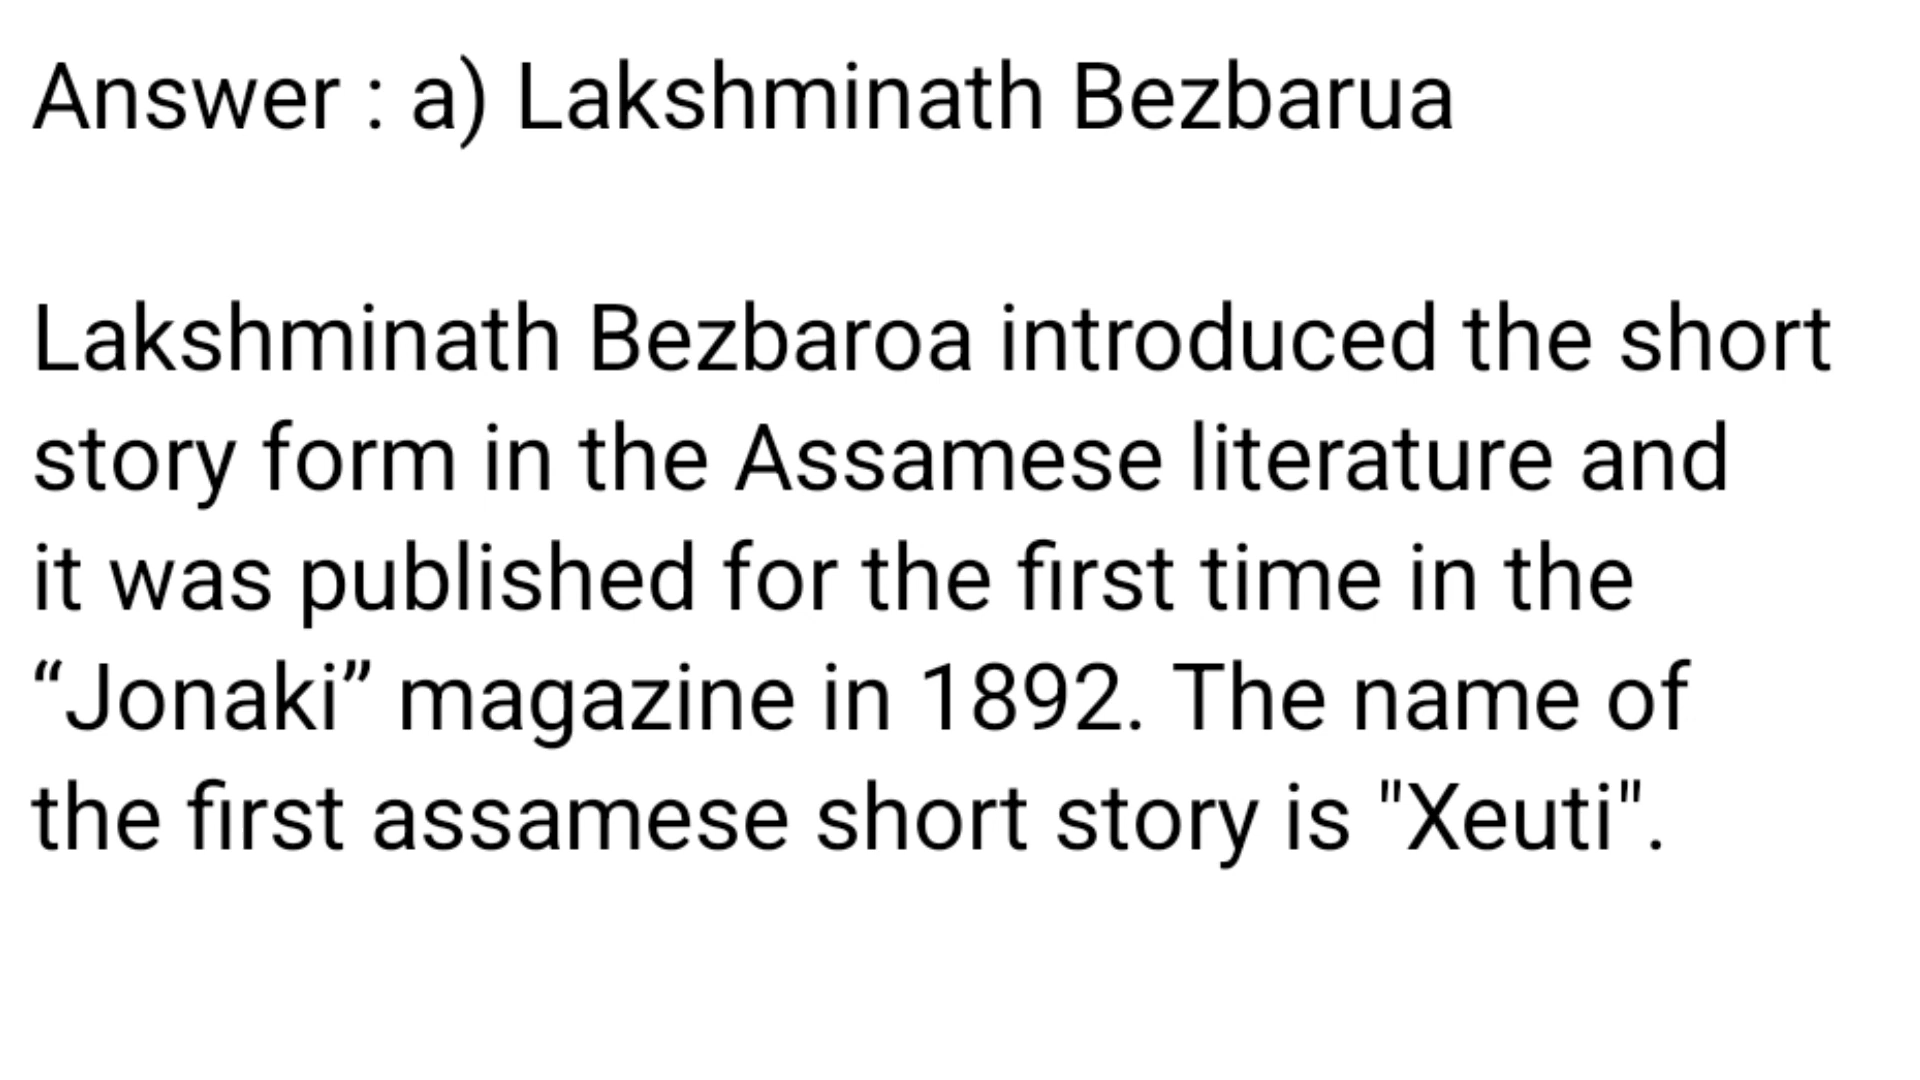 Answer : a) Lakshminath Bezbarua
Lakshminath Bezbaroa introduced the short
story form in the Assamese literature and
it was published for the first time in the
“Jonaki” magazine in 1892. The name of
the first assamese short story is "Xeuti".